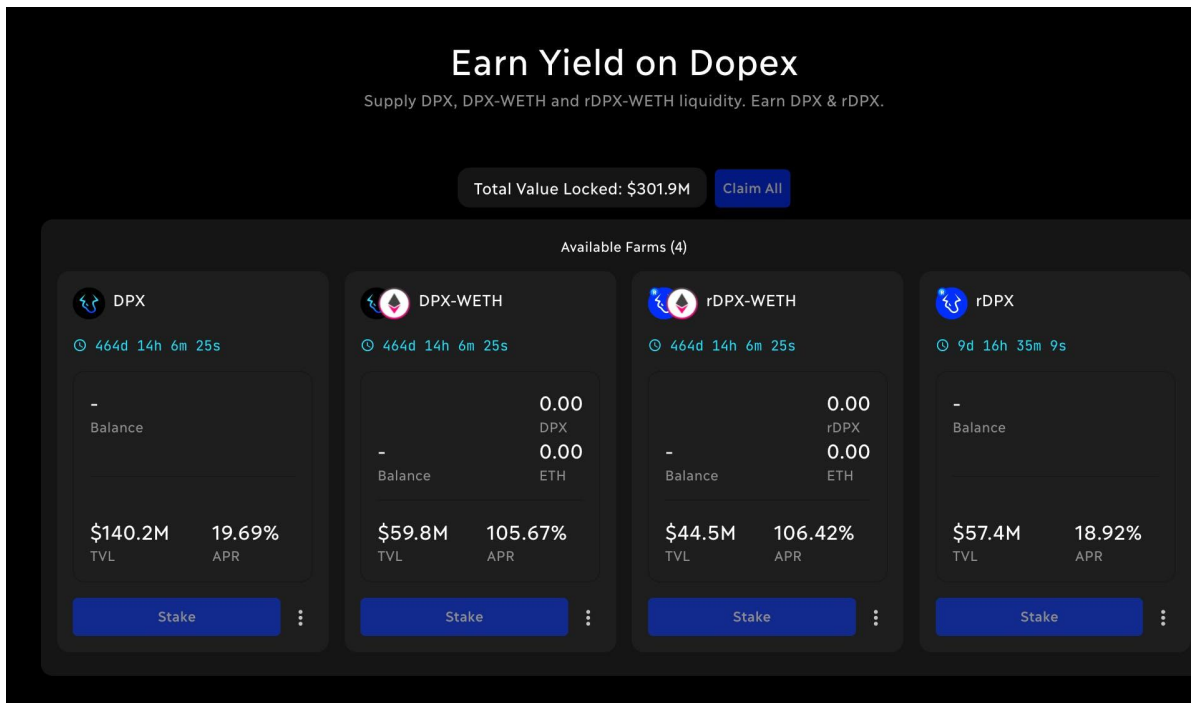 Earn Yield on Dopex
Supply DPX, DPX-WETH and rDPX-WETH liquidity. Earn DPX & rDPX.
Total Value Locked: $301.9M
Claim All
Available Farms (4)
DPX
464d 14h 6m 25s
-
Balance
$140.2M 19.69%
TVL APR
Stake
DPX-WETH
464d 14h 6m 25s
0.00
DPX
- 0.00
Balance ETH
$59.8M 105.67%
TVL APR
Stake
rDPX-WETH
464d 14h 6m 25s
0.00
rDPX
- 0.00
Balance ETH
$44.5M 106.42%
TVL APR
Stake
rDPX
9d 16h 35m 9s
-
Balance
$57.4M 18.92%
TVL APR
Stake